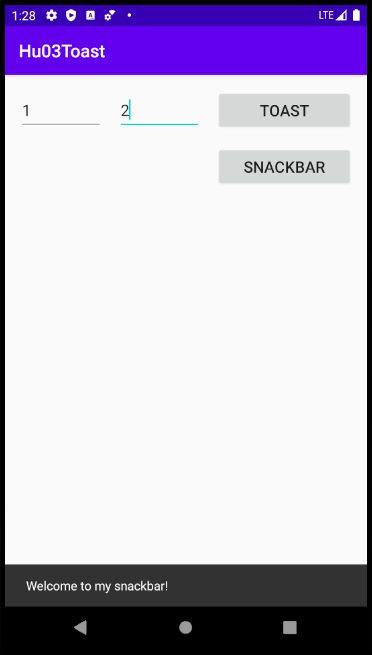 1:28 LTE
Hu03Toast
1 2 TOAST
SNACKBAR
Welcome to my snackbar!